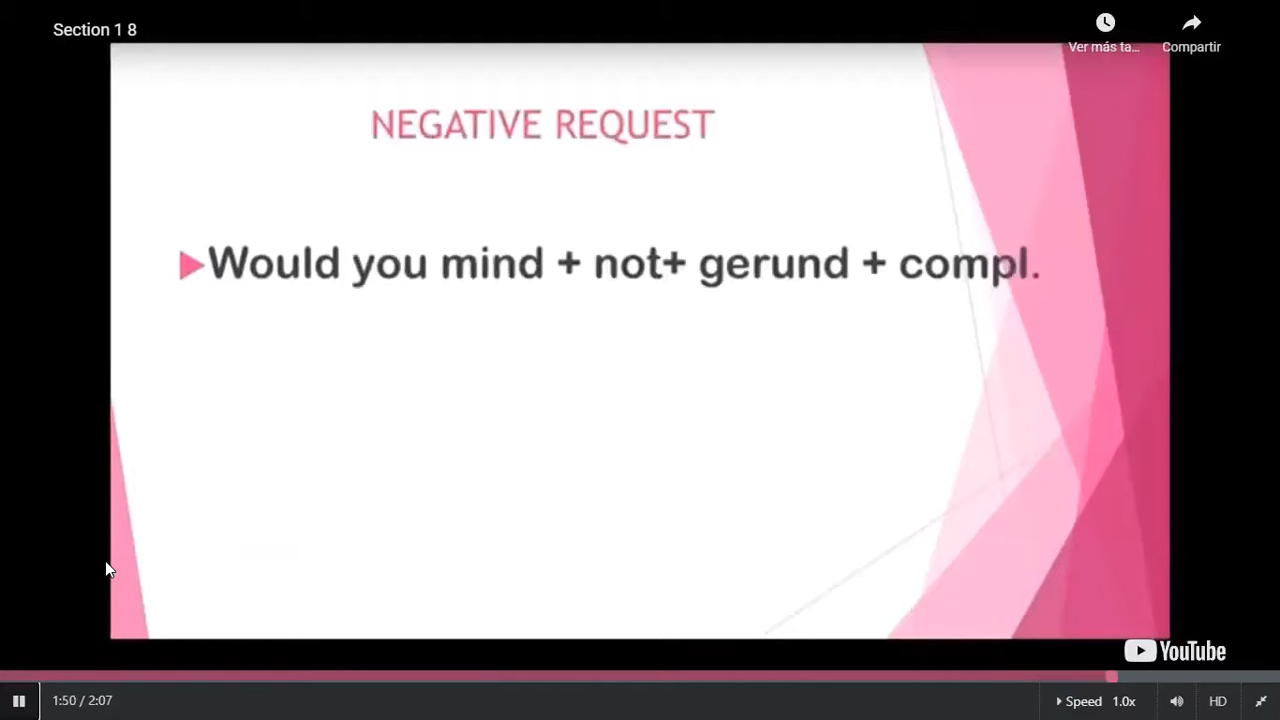 Section 1 8
Ver más ta...
Compartir
NEGATIVE REQUEST
Would you mind + not+ gerund + compl.
YouTube
1:50 / 2:07
Speed 1.0x
HD